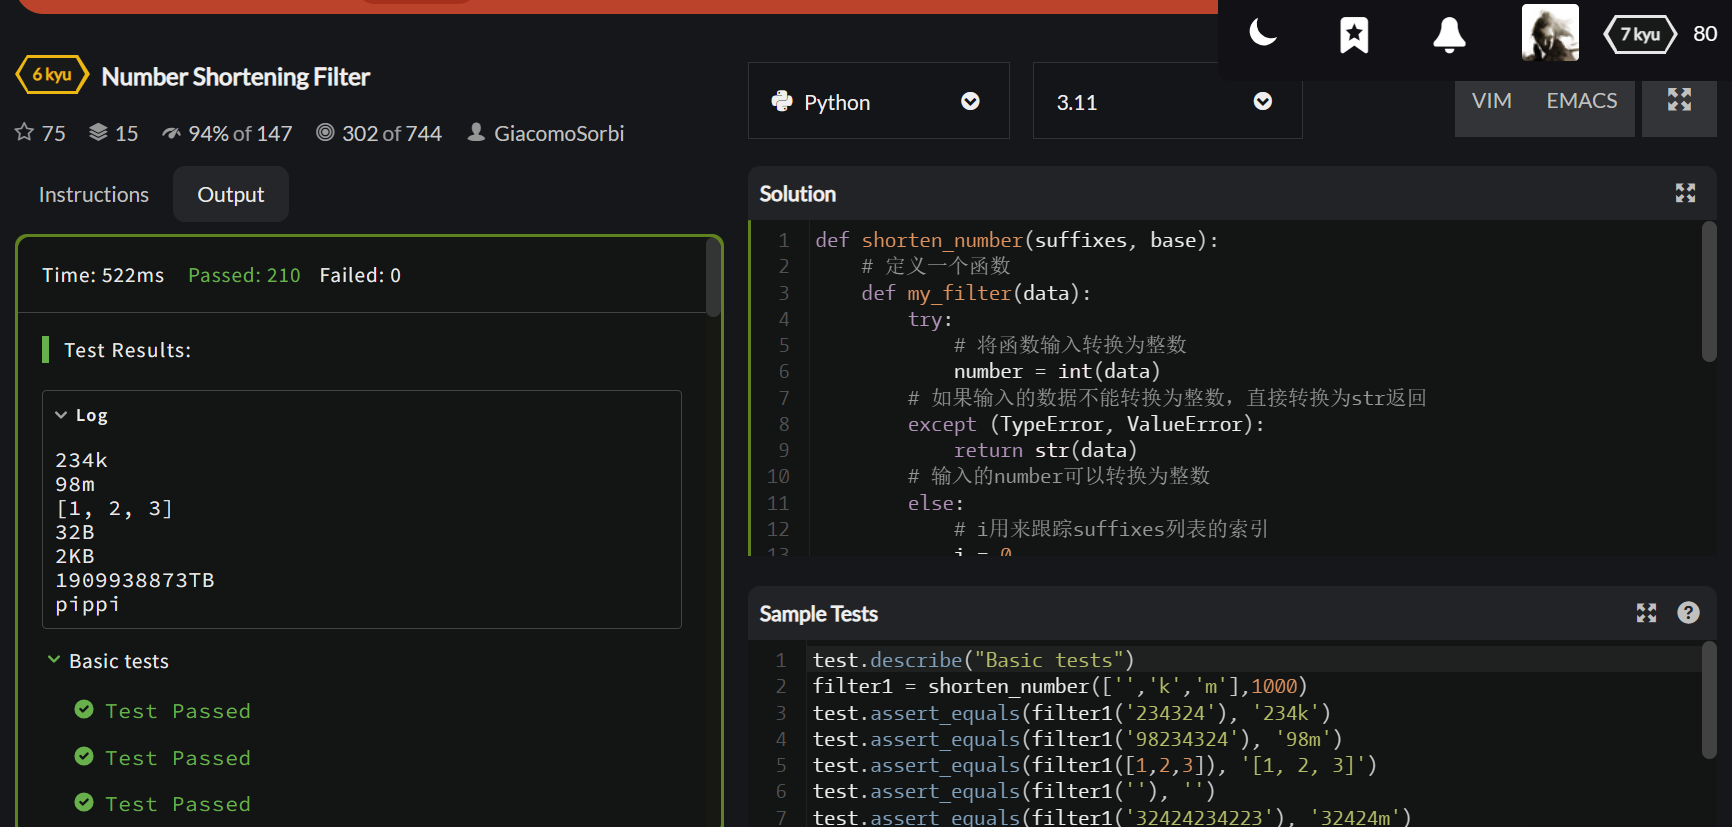 6 kyu Number Shortening Filter
75 15 94% of 147 302 of 744 GiacomoSorbi
Instructions Output
Time: 522ms Passed: 210 Failed: 0
Test Results:
Log
234k
98m
[1, 2, 3]
32B
2KB
1909938873TB
pippi
Basic tests
Test Passed
Test Passed
Test Passed
7 kyu 80
Python 3.11 VIM EMACS
Solution
1 def shorten_number(suffixes, base):
2 # 定义一个函数
3 def my_filter(data):
4 try:
5 # 将函数输入转换为整数
6 number = int(data)
7 # 如果输入的数据不能转换为整数，直接转换为str返回
8 except (TypeError, ValueError):
9 return str(data)
10 # 输入的number可以转换为整数
11 else:
12 # i用来跟踪suffixes列表的索引
13 i = 0
Sample Tests
1 test.describe("Basic tests")
2 filter1 = shorten_number(['','k','m'],1000)
3 test.assert_equals(filter1('234324'), '234k')
4 test.assert_equals(filter1('98234324'), '98m')
5 test.assert_equals(filter1([1,2,3]), '[1, 2, 3]')
6 test.assert_equals(filter1(''), '')
7 test.assert_equals(filter1('32424234223'), '32424m')